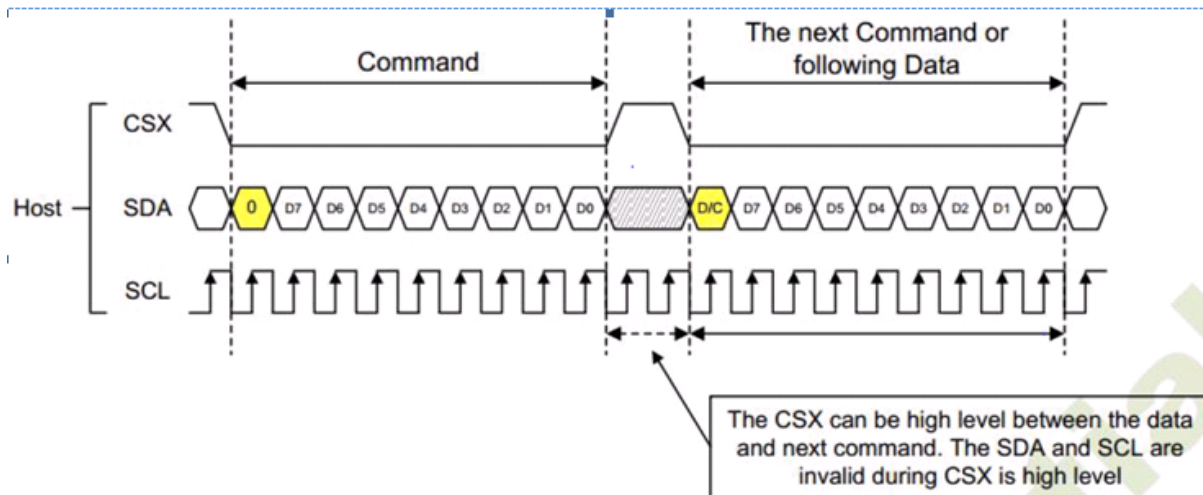 The next Command or
Command
following Data
CSX
Host
SDA
0 D7 D6 D5 D4 D3 D2 D1 D0 D/C D7 D6 D5 D4 D3 D2 D1 D0
SCL
The CSX can be high level between the data
and next command. The SDA and SCL are
invalid during CSX is high level